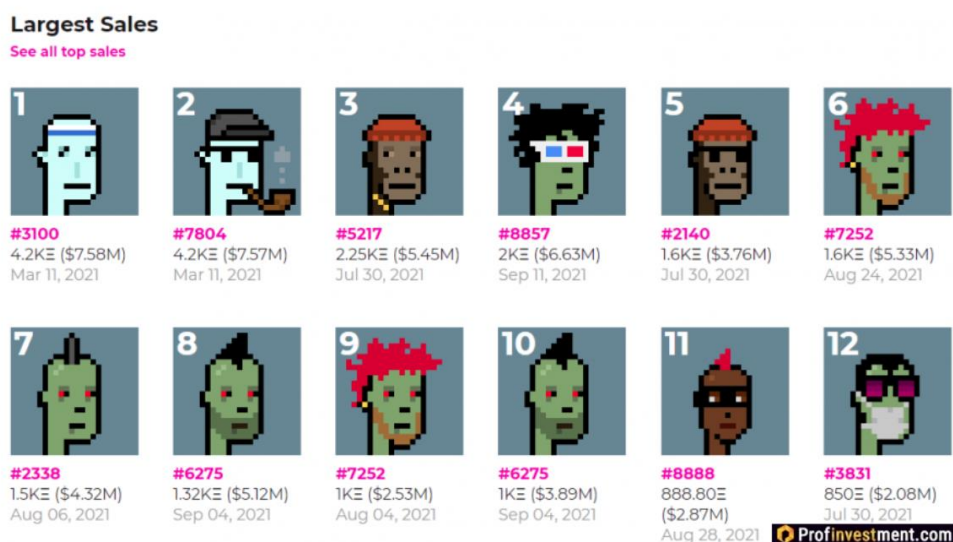 Largest Sales
See all top sales
1
2
3
4
5
6
#3100
#7804
#5217
#8857
#2140
#7252
4.2KΞ ($7.58M)
4.2KΞ ($7.57M)
2.25KΞ ($5.45M)
2KΞ ($6.63M)
1.6KΞ ($3.76M)
1.6KΞ ($5.33M)
Mar 11, 2021
Mar 11, 2021
Jul 30, 2021
Sep 11, 2021
Jul 30, 2021
Aug 24, 2021
7
8
9
10
11
12
#2338
#6275
#7252
#6275
#8888
#3831
1.5KΞ ($4.32M)
1.32KΞ ($5.12M)
1KΞ ($2.53M)
1KΞ ($3.89M)
888.80Ξ
($2.87M)
850Ξ ($2.08M)
Aug 06, 2021
Sep 04, 2021
Aug 04, 2021
Sep 04, 2021
Aug 28, 2021
Jul 30, 2021
Profinvestment.com